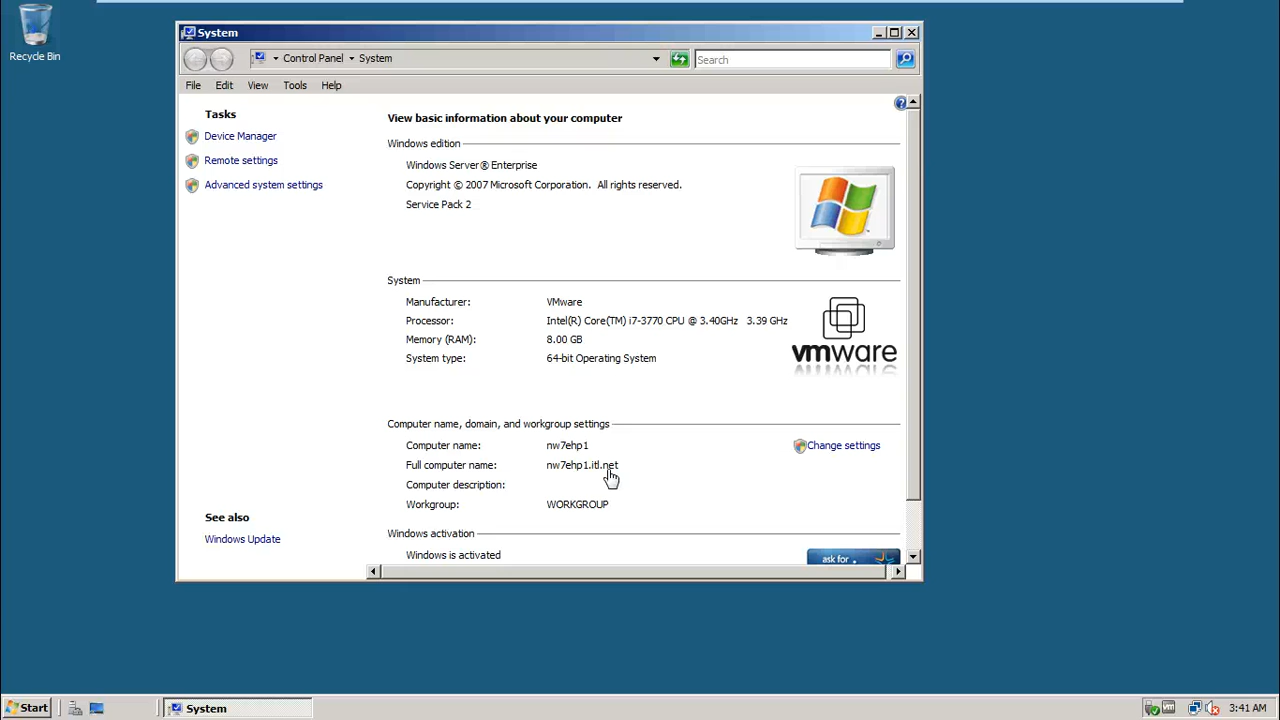 Recycle Bin
System
Control Panel
System
Search
File
Edit
View
Tools
Help
Tasks
Device Manager
Remote settings
Advanced system settings
See also
Windows Update
View basic information about your computer
Windows edition
Windows Server® Enterprise
Copyright © 2007 Microsoft Corporation. All rights reserved.
Service Pack 2
System
Manufacturer: VMware
Processor: Intel(R) Core(TM) i7-3770 CPU @ 3.40GHz 3.39 GHz
Memory (RAM): 8.00 GB
System type: 64-bit Operating System
vmware
Computer name, domain, and workgroup settings
Computer name: nw7ehp1
Change settings
Full computer name: nw7ehp1.itl.net
Computer description:
Workgroup: WORKGROUP
Windows activation
Windows is activated
ask for
Start
System
vm
3:41 AM